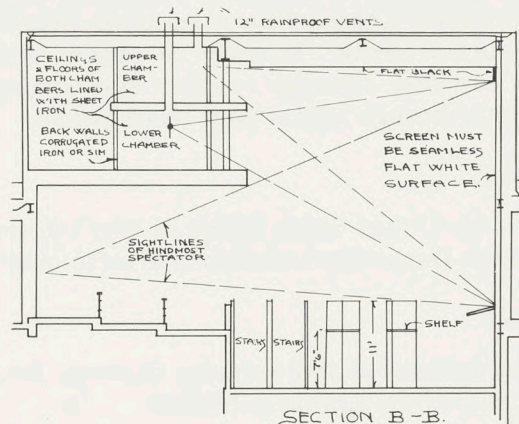 12" RAINPROOF VENTS
CEILINGS
& FLOORS OF
BOTH CHAM
BERS LINED
WITH SHEET
IRON
UPPER
CHAM-
BER
FLAT BLACK
BACK WALLS
CORRUGATED
IRON OR SIM
LOWER
CHAMBER
SCREEN MUST
BE SEAMLESS
FLAT WHITE
SURFACE.
SIGHTLINES
OF HINDMOST
SPECTATOR
STAIRS
STAIRS
7'6"
11'
SHELF
SECTION B-B.